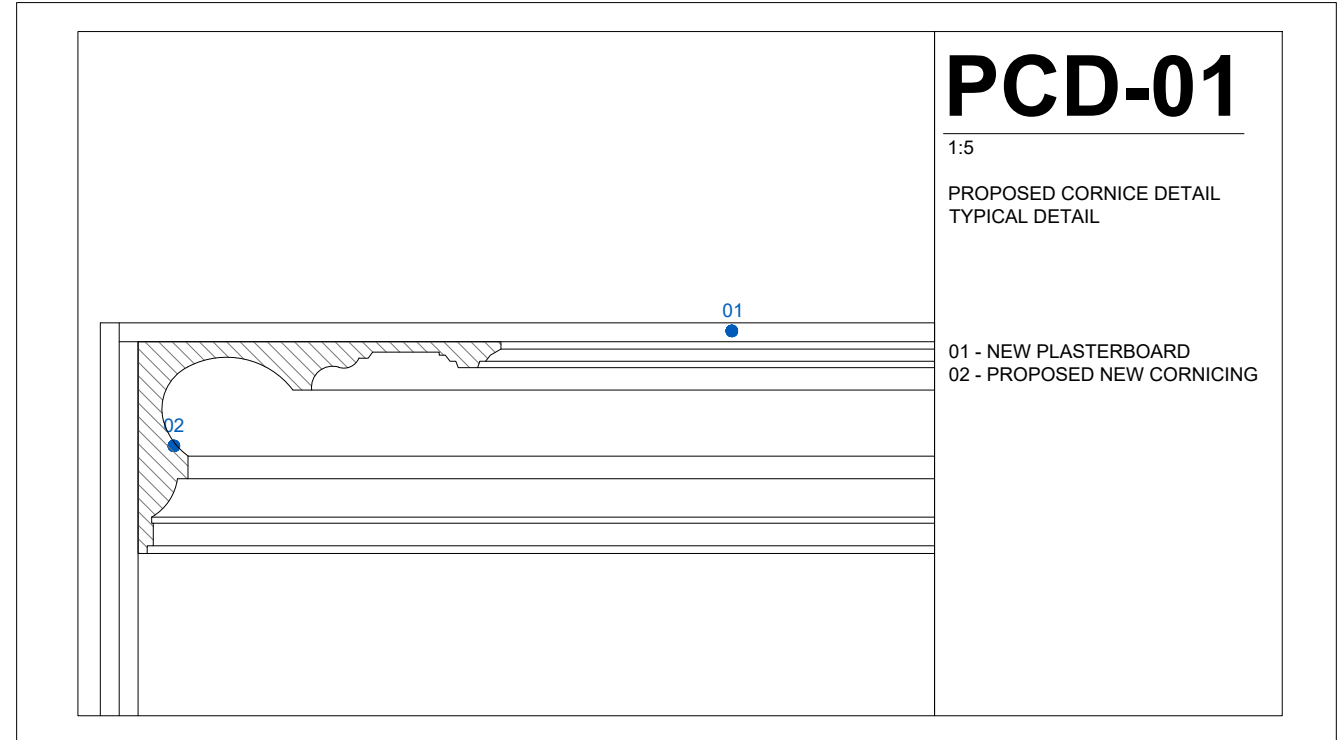 PCD-01
1:5
PROPOSED CORNICE DETAIL
TYPICAL DETAIL
01
01 - NEW PLASTERBOARD
02 - PROPOSED NEW CORNICING
02